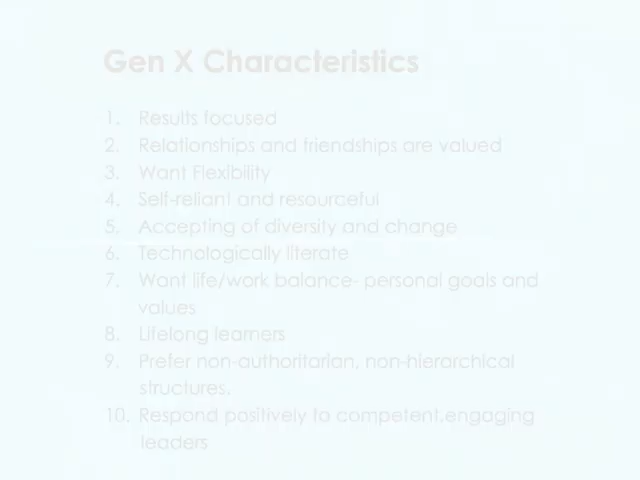 Gen X Characteristics
1. Results focused
2. Relationships and friendships are valued
3. Want Flexibility
4. Self-reliant and resourceful
5. Accepting of diversity and change
6. Technologically literate
7. Want life/work balance- personal goals and
values
8. Lifelong learners
9. Prefer non-authoritarian, non-hierarchical
structures.
10. Respond positively to competent,engaging
leaders